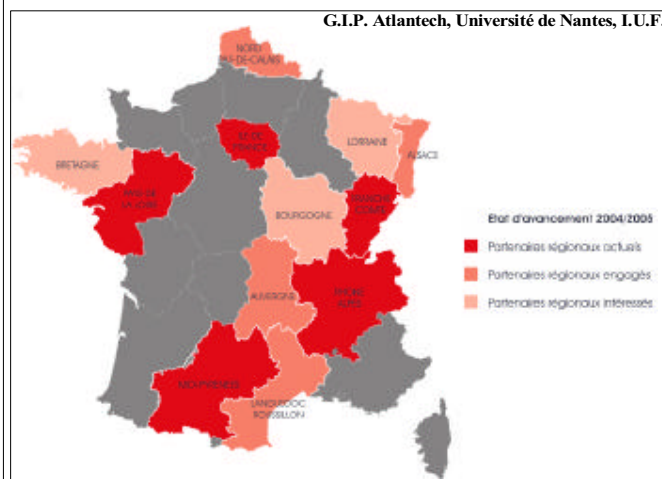 G.I.P. Atlantech, Université de Nantes, I.U.F.
NORD
PAS-DE-CALAIS
ILE DE
FRANCE
LORRAINE
ALSACE
BRETAGNE
PAYS DE
LA LOIRE
BOURGOGNE
FRANCHE
COMTE
AUVERGNE
RHONE
ALPES
MIDI-PYRENEES
LANGUEDOC
ROUSSILLON
Etat d'avancement 2004/2005
Partenaires régionaux actuels
Partenaires régionaux engagés
Partenaires régionaux intéressés